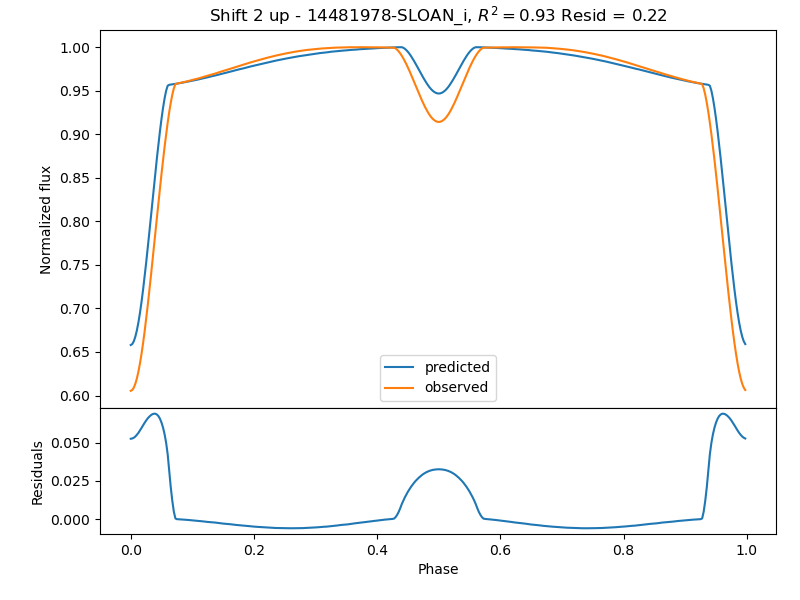 Shift 2 up - 14481978-SLOAN_i, R² = 0.93 Resid = 0.22
1.00
0.95
0.90
0.85
0.80
0.75
0.70
0.65
0.60
Normalized flux
predicted
observed
0.050
0.025
0.000
Residuals
0.0 0.2 0.4 0.6 0.8 1.0
Phase